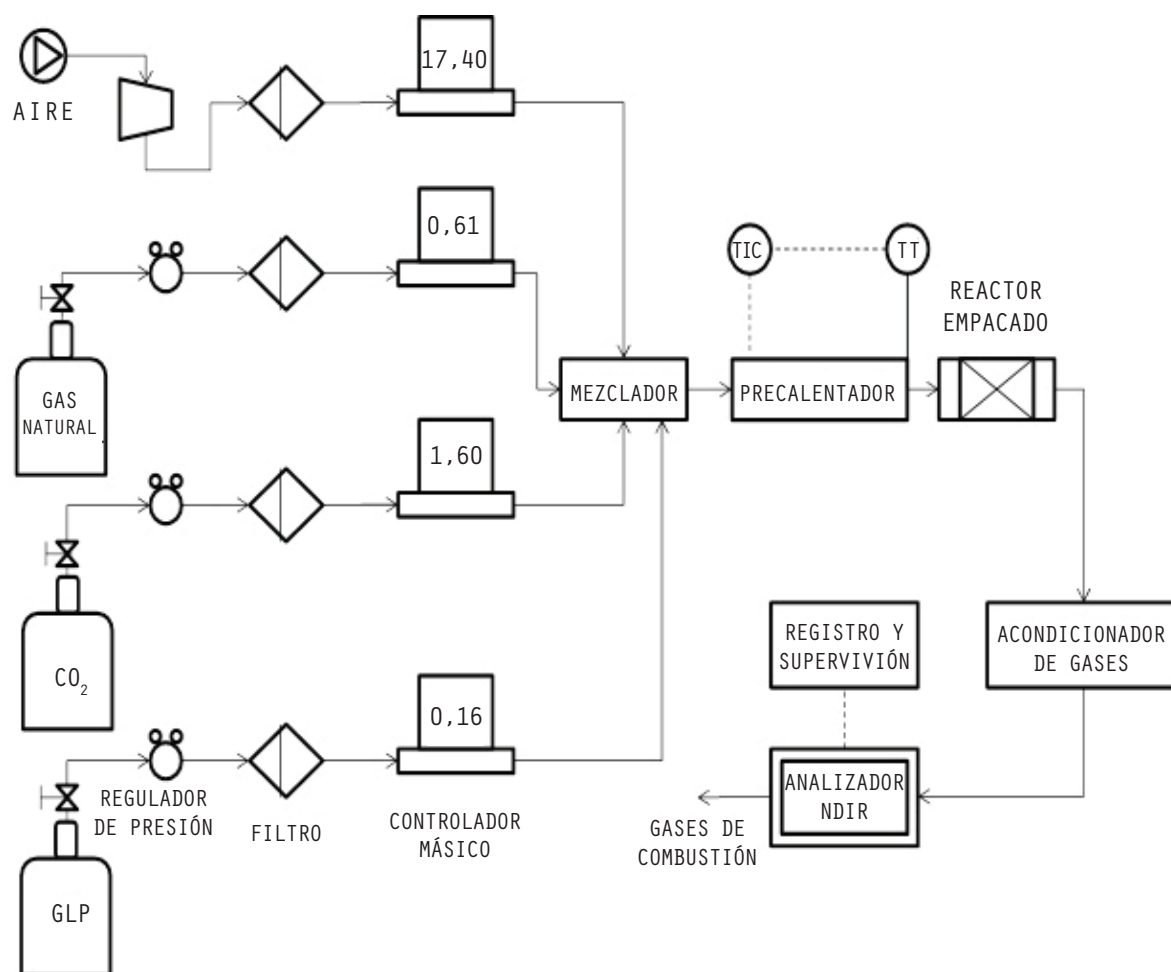 17,40
AIRE
0,61
TIC
TT
REACTOR
EMPACADO
MEZCLADOR
PRECALENTADOR
GAS
NATURAL
1,60
REGISTRO Y
SUPERVIVIÓN
ACONDICIONADOR
DE GASES
CO₂
0,16
REGULADOR
DE PRESIÓN
FILTRO
CONTROLADOR
MÁSICO
GASES DE
COMBUSTIÓN
ANALIZADOR
NDIR
GLP